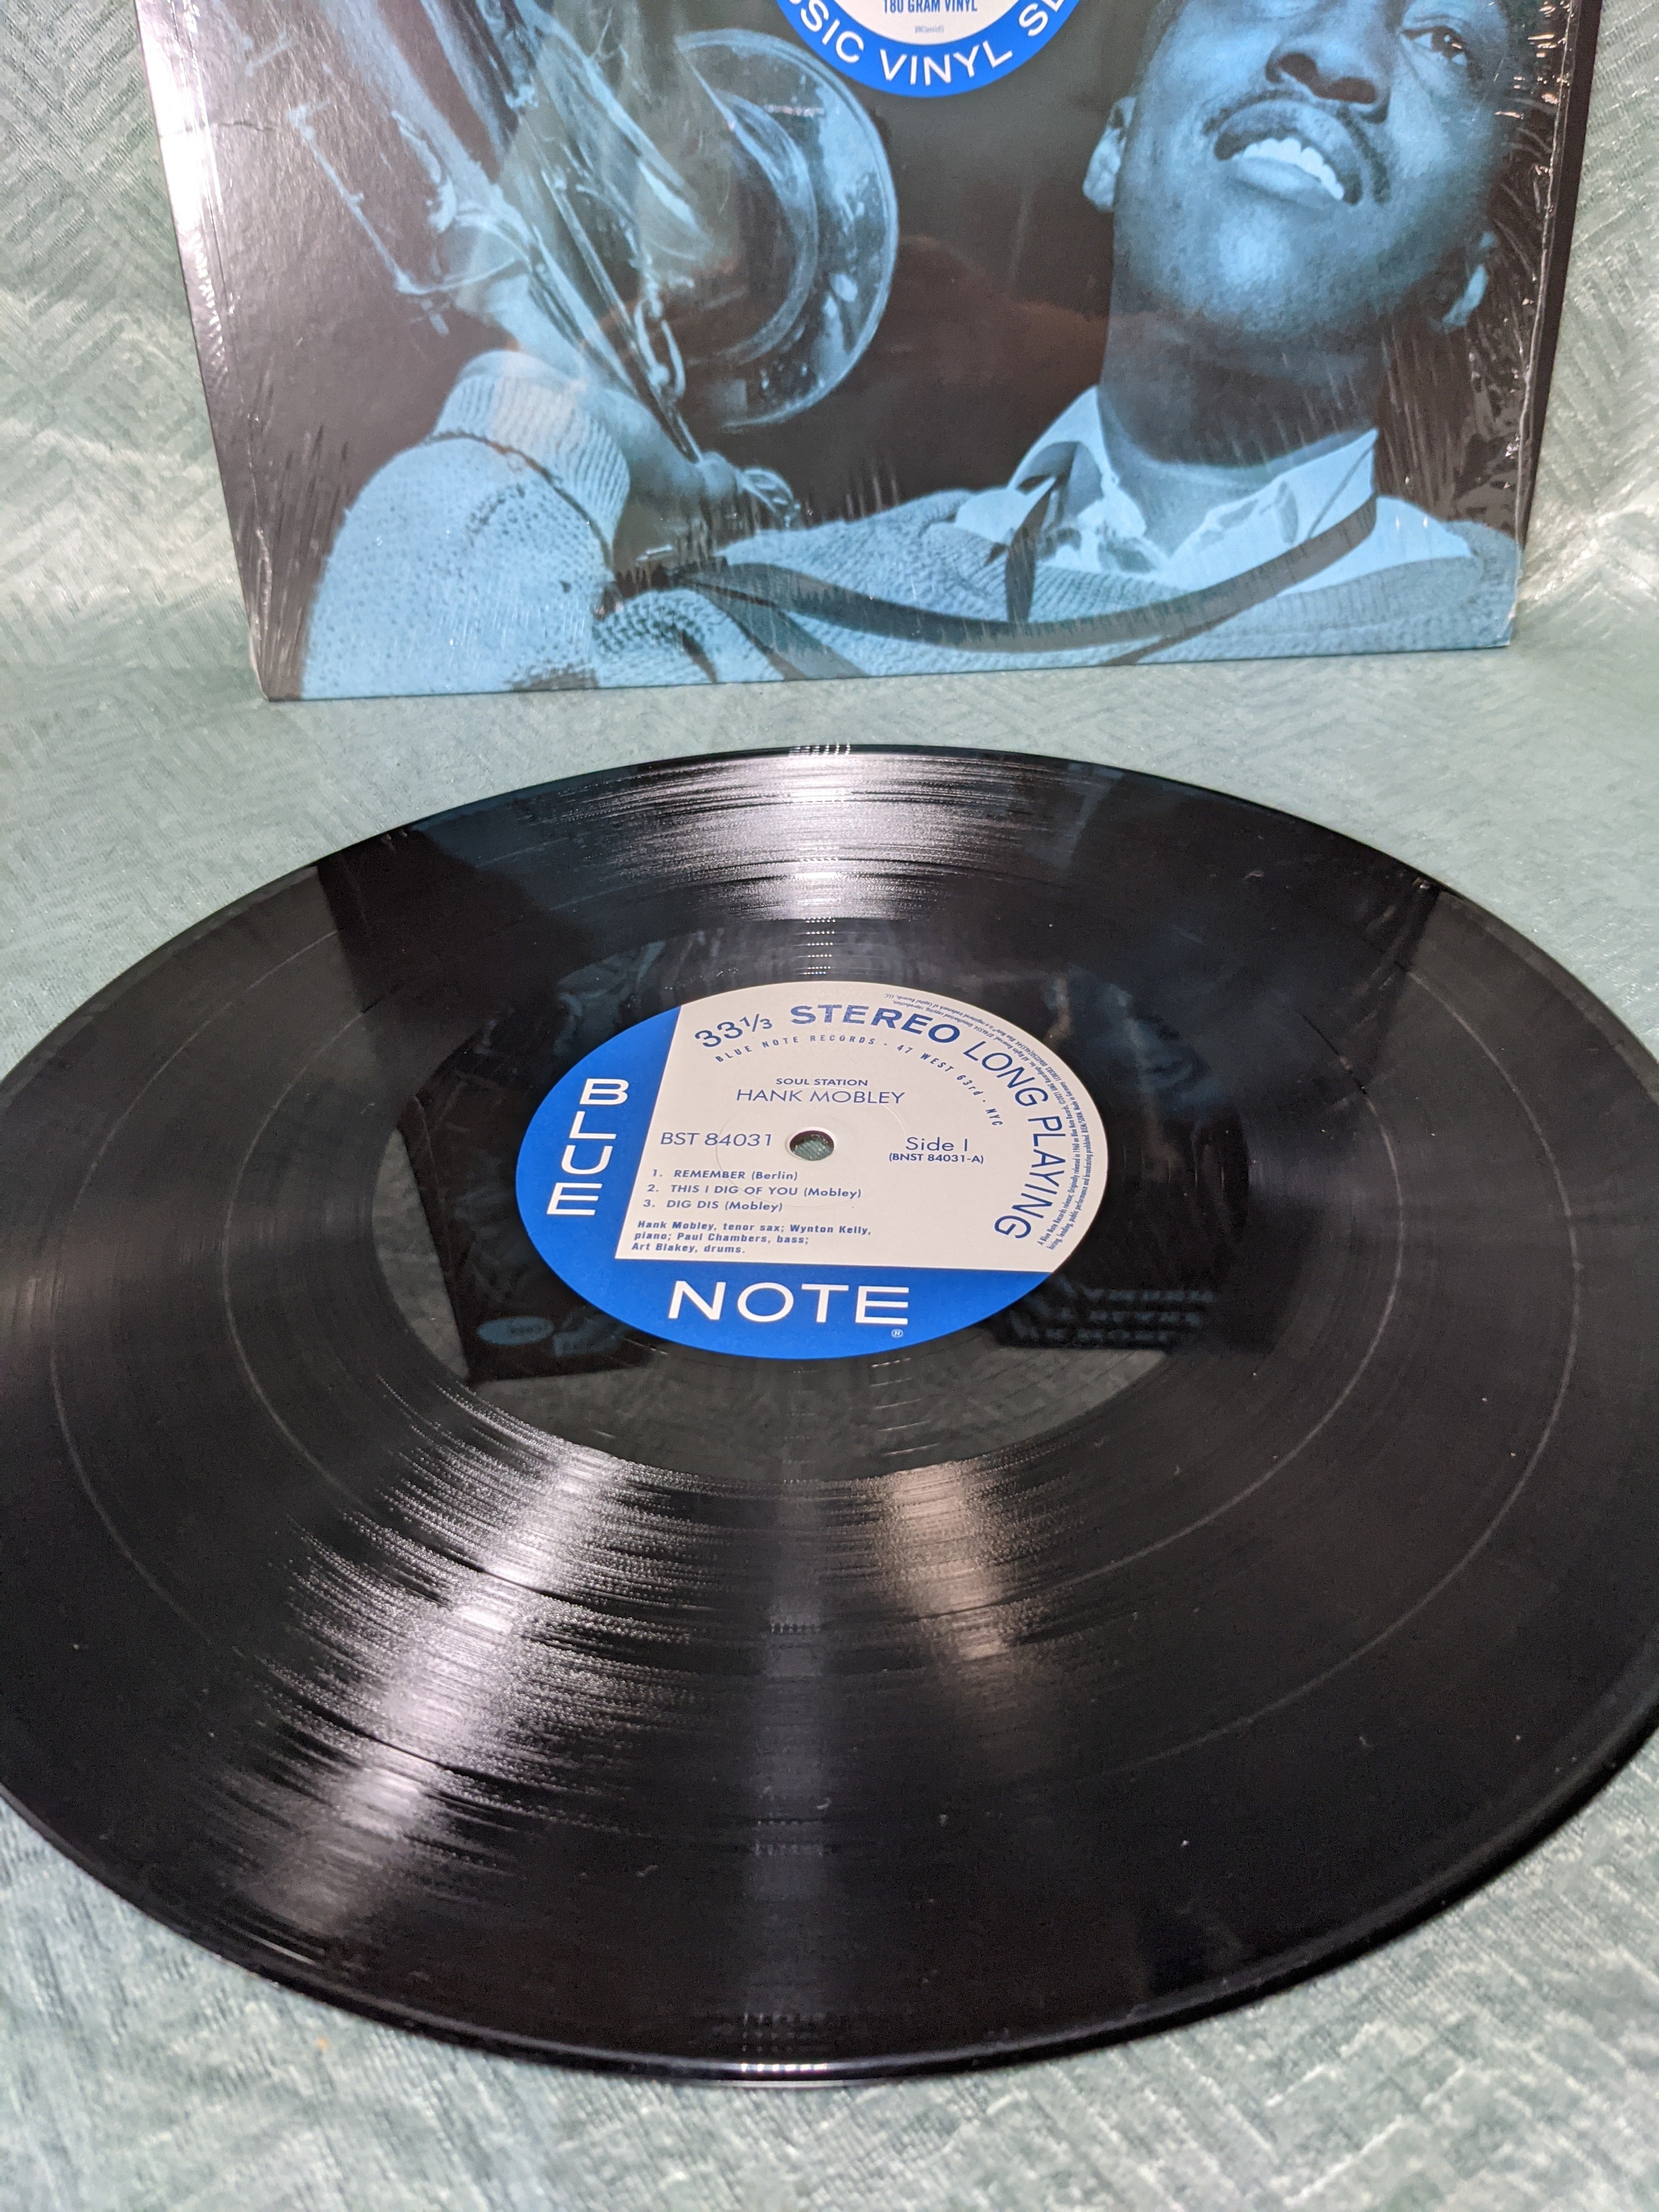 180 GRAM VINYL
VINYL
33⅓ STEREO LONG PLAYING
BLUE NOTE RECORDS · 47 WEST 63rd · NYC
SOUL STATION
HANK MOBLEY
BST 84031
Side 1
(BNST 84031-A)
1. REMEMBER (Berlin)
2. THIS I DIG OF YOU (Mobley)
3. DIG DIS (Mobley)
Hank Mobley, tenor sax; Wynton Kelly,
piano; Paul Chambers, bass;
Art Blakey, drums.
BLUE
NOTE
®